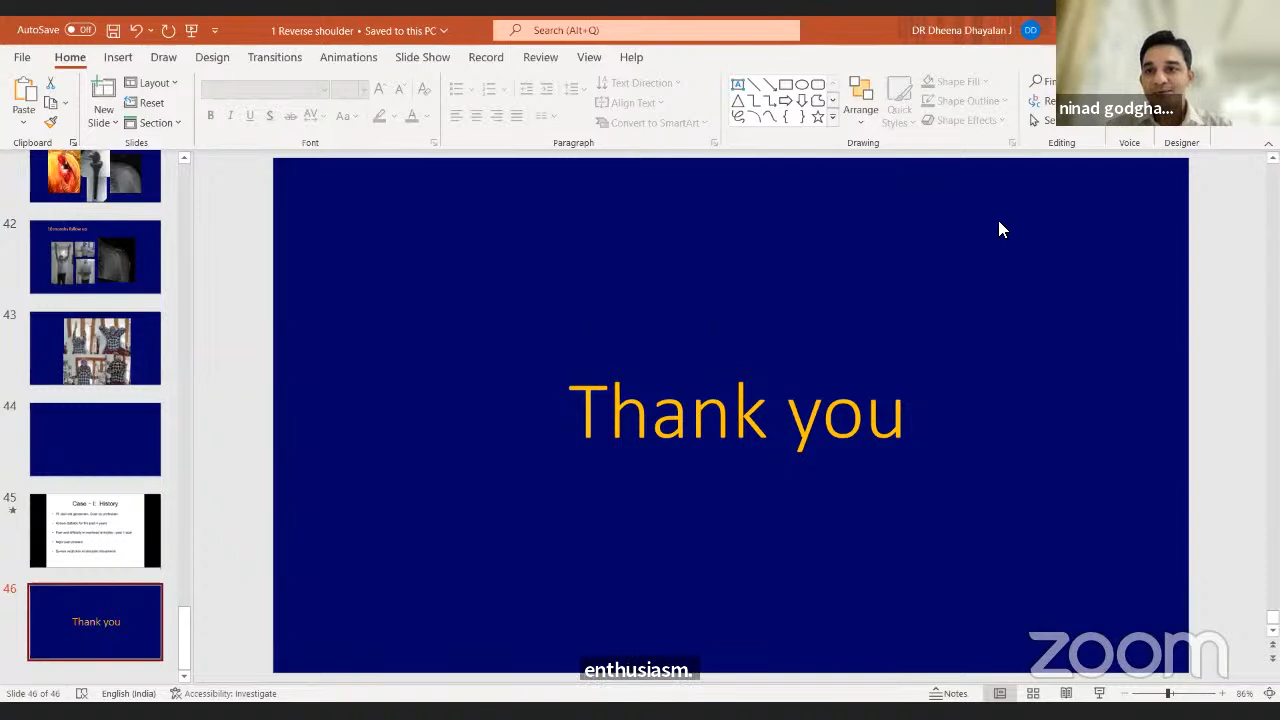 AutoSave Off
1 Reverse shoulder • Saved to this PC
Search (Alt+Q)
DR Dheena Dhayalan J DD
File Home Insert Draw Design Transitions Animations Slide Show Record Review View Help
Paste
New
Slide
Layout
Reset
Section
Text Direction
Align Text
Convert to SmartArt
Arrange
Quick
Styles
Shape Fill
Shape Outline
Shape Effects
ninad godgha...
Clipboard Slides Font Paragraph Drawing Editing Voice Designer
42
43
44
45
Case - I: History
46
Thank you
Thank you
enthusiasm.
zoom
Slide 46 of 46 English (India) Accessibility: Investigate Notes 86%